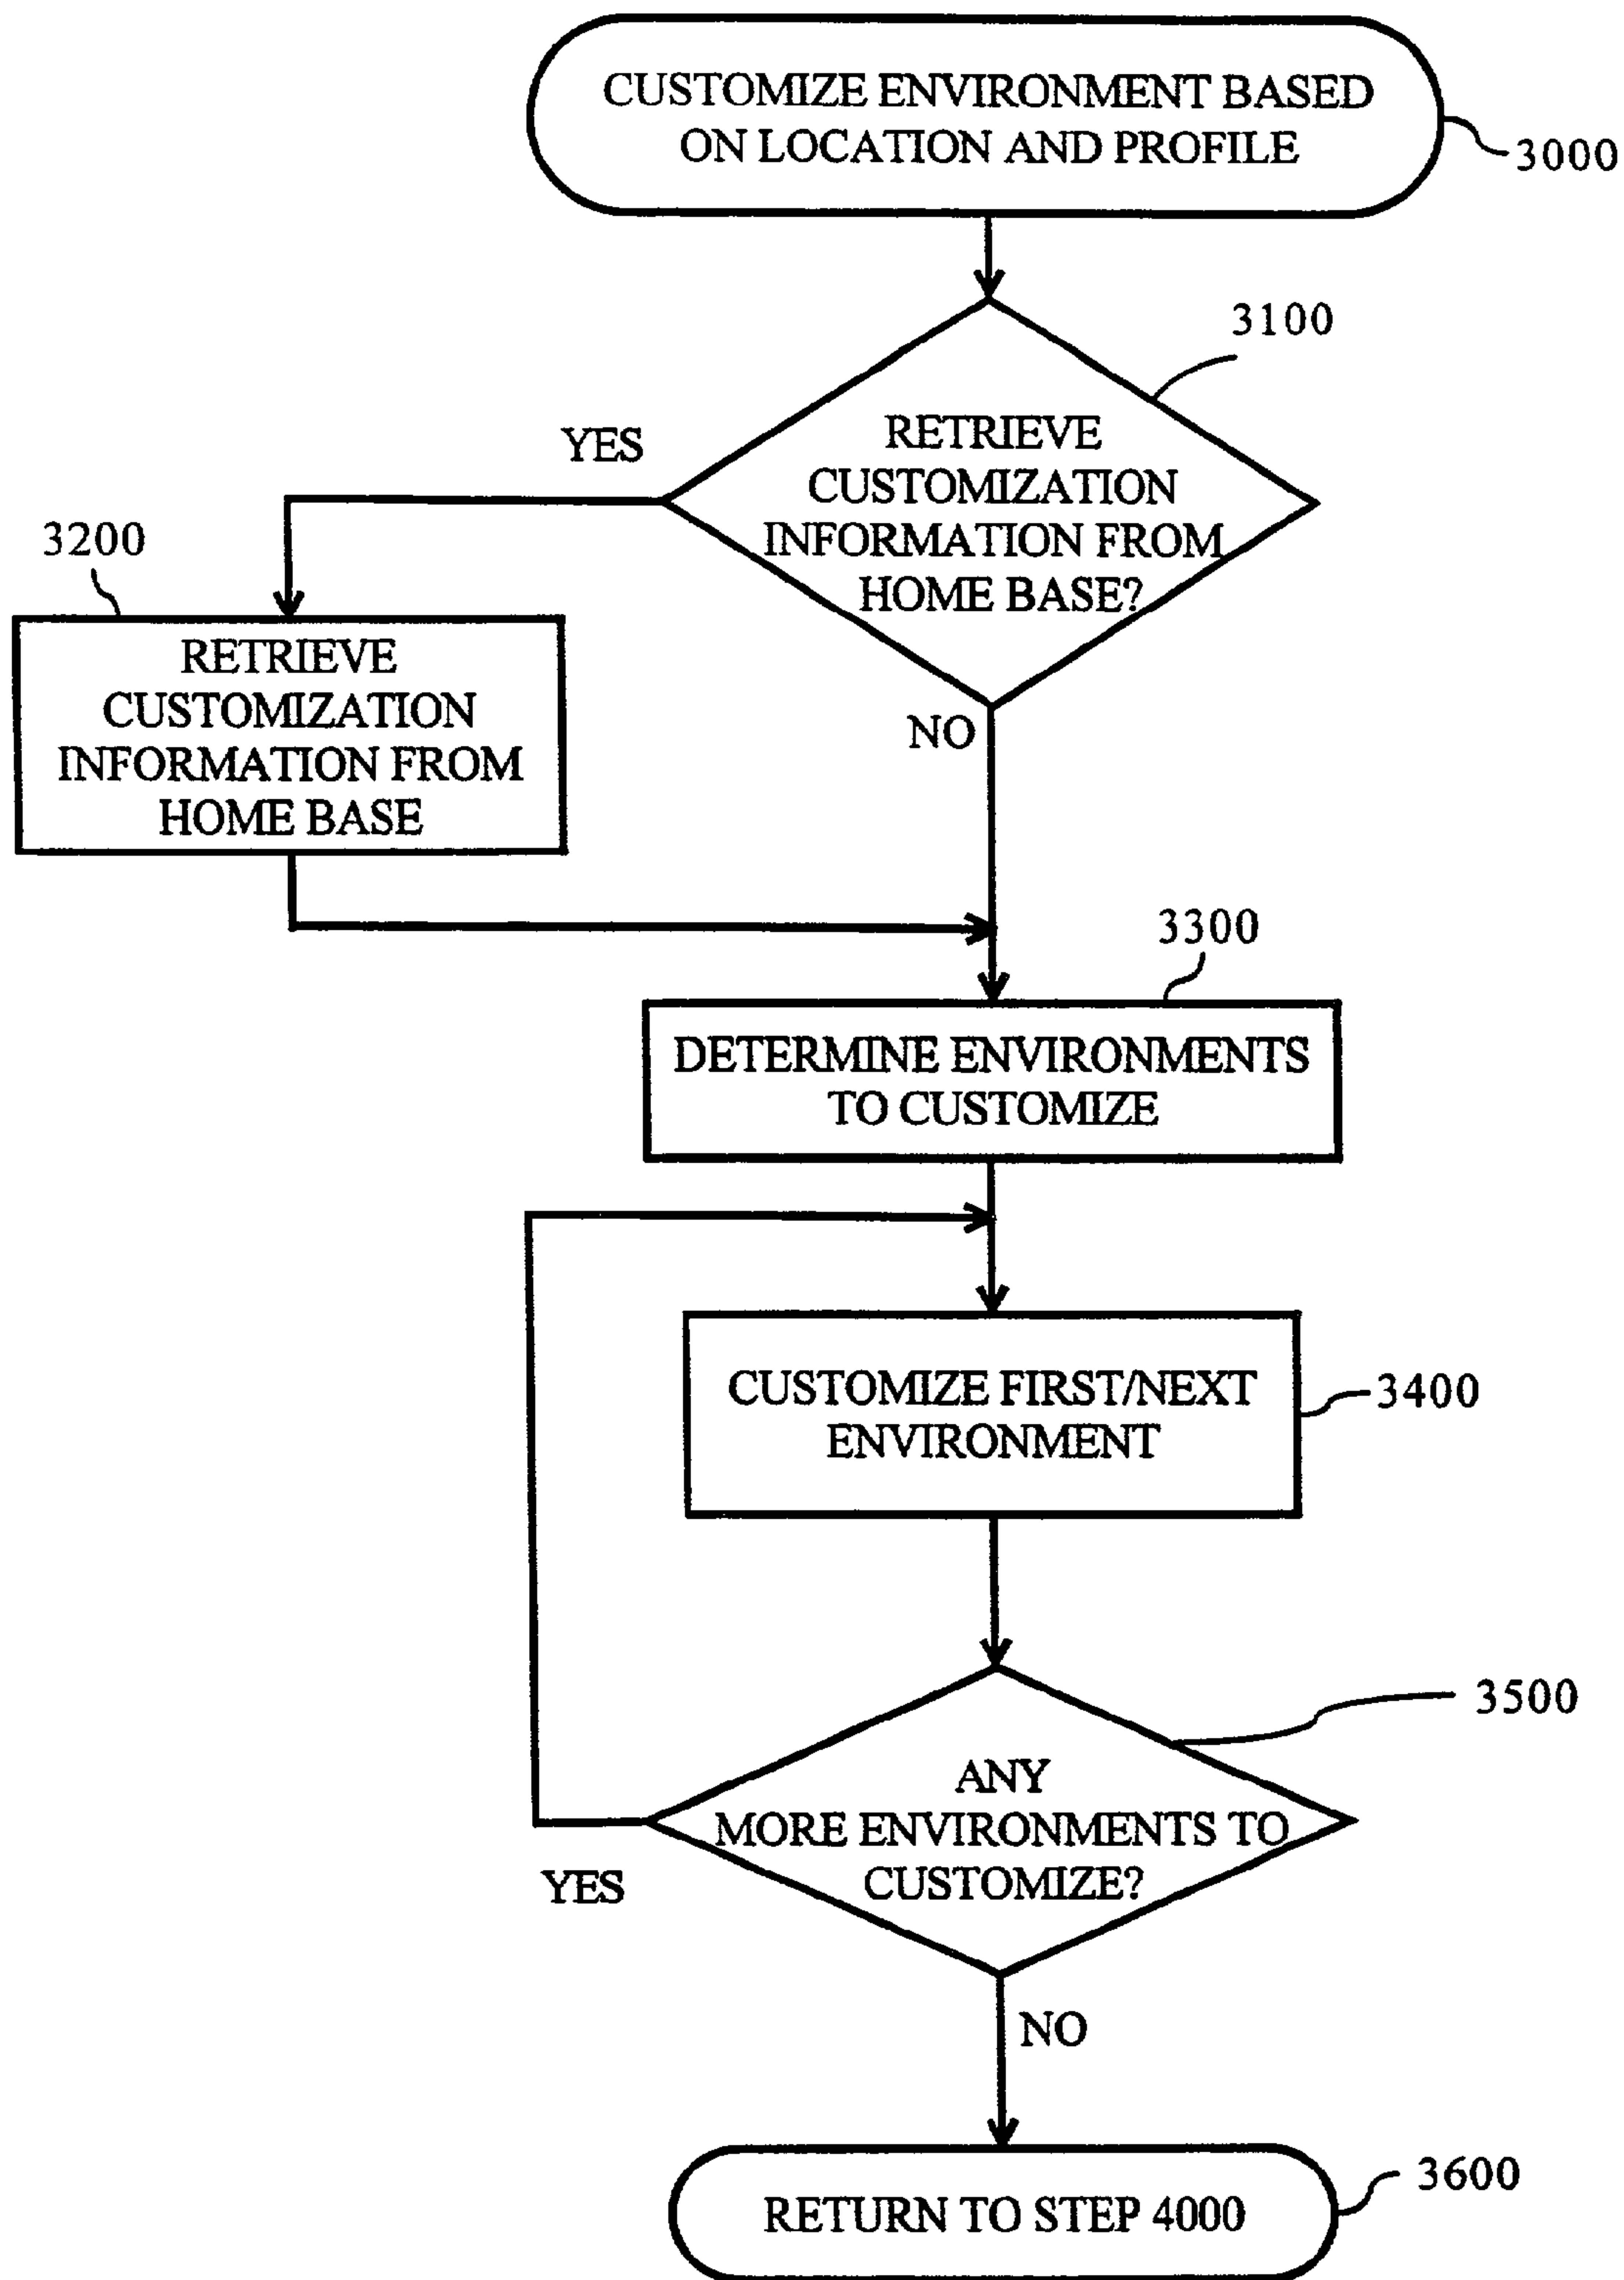 CUSTOMIZE ENVIRONMENT BASED
ON LOCATION AND PROFILE
3000
3100
RETRIEVE
CUSTOMIZATION
INFORMATION FROM
HOME BASE?
YES
3200
RETRIEVE
CUSTOMIZATION
INFORMATION FROM
HOME BASE
NO
3300
DETERMINE ENVIRONMENTS
TO CUSTOMIZE
CUSTOMIZE FIRST/NEXT
ENVIRONMENT
3400
3500
ANY
MORE ENVIRONMENTS TO
CUSTOMIZE?
YES
NO
3600
RETURN TO STEP 4000